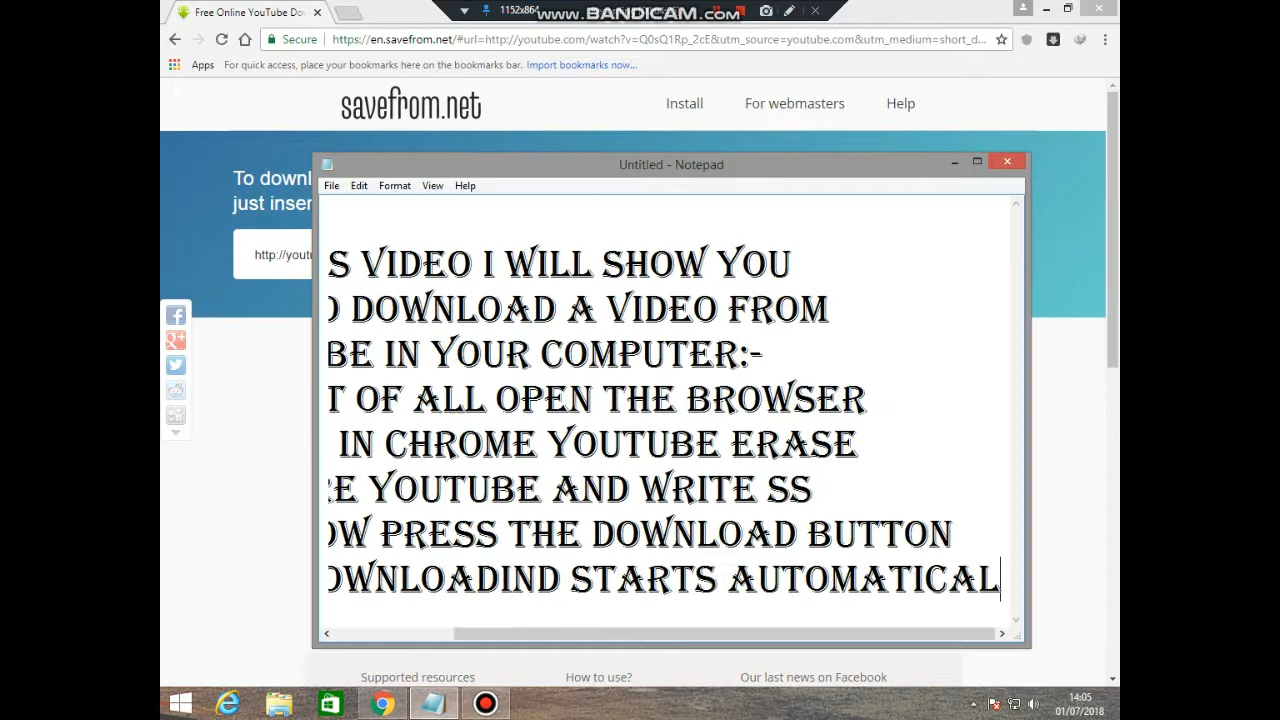 Free Online YouTube Do
1152x864
www.BANDICAM.com
Secure
https://en.savefrom.net/#url=http://youtube.com/watch?v=Q0sQ1Rp_2cE&utm_source=youtube.com&utm_medium=short_d...
Apps
For quick access, place your bookmarks here on the bookmarks bar. Import bookmarks now...
savefrom.net
Install
For webmasters
Help
To downl
just inser
http://youtu
Untitled - Notepad
File Edit Format View Help
S VIDEO I WILL SHOW YOU
O DOWNLOAD A VIDEO FROM
BE IN YOUR COMPUTER:-
T OF ALL OPEN THE BROWSER
IN CHROME YOUTUBE ERASE
RE YOUTUBE AND WRITE SS
OW PRESS THE DOWNLOAD BUTTON
OWNLOADIND STARTS AUTOMATICAL
Supported resources
How to use?
Our last news on Facebook
14:05
01/07/2018